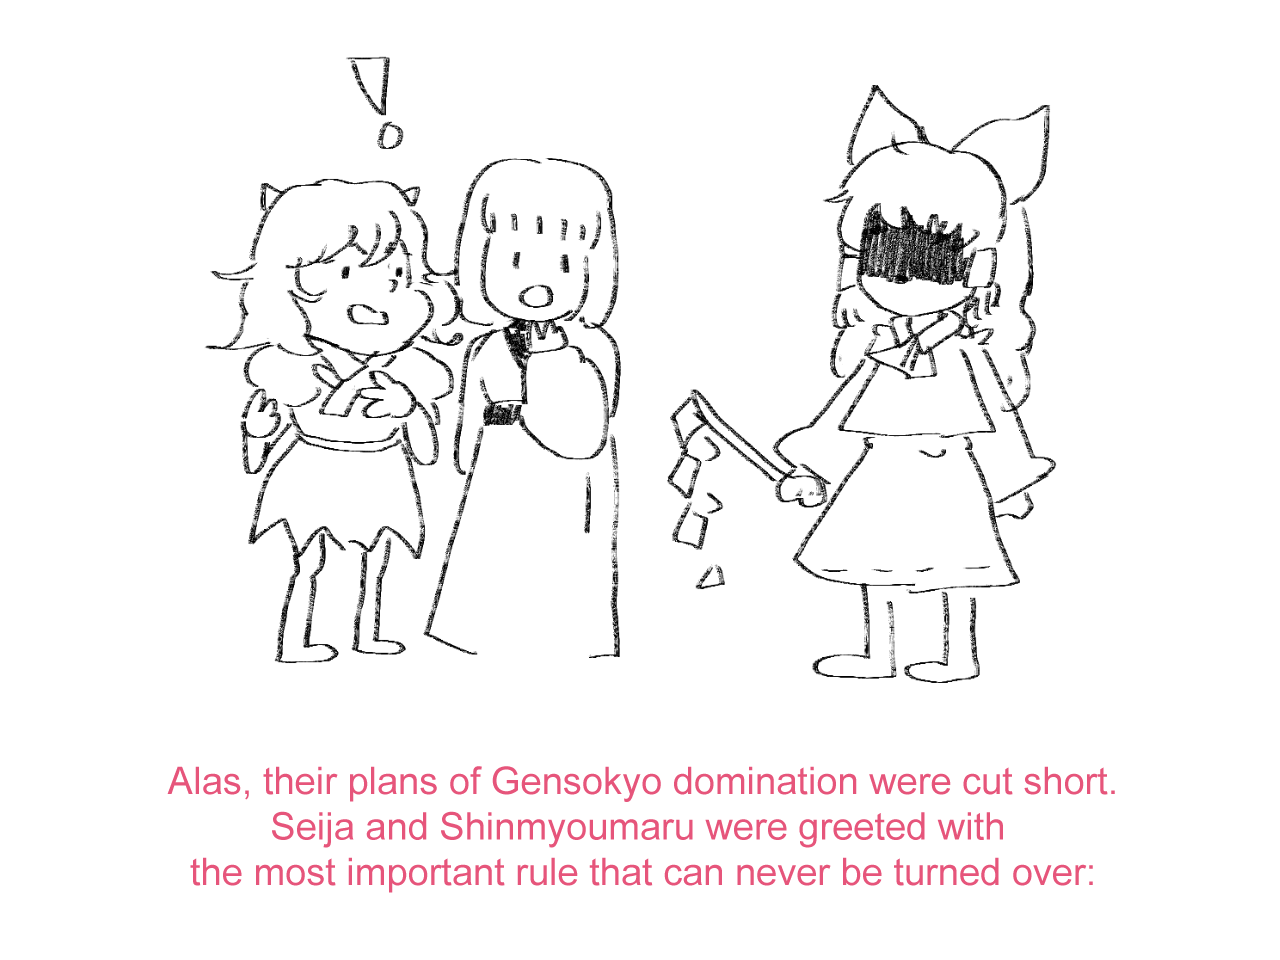 Alas, their plans of Gensokyo domination were cut short.
Seija and Shinmyoumaru were greeted with
the most important rule that can never be turned over: